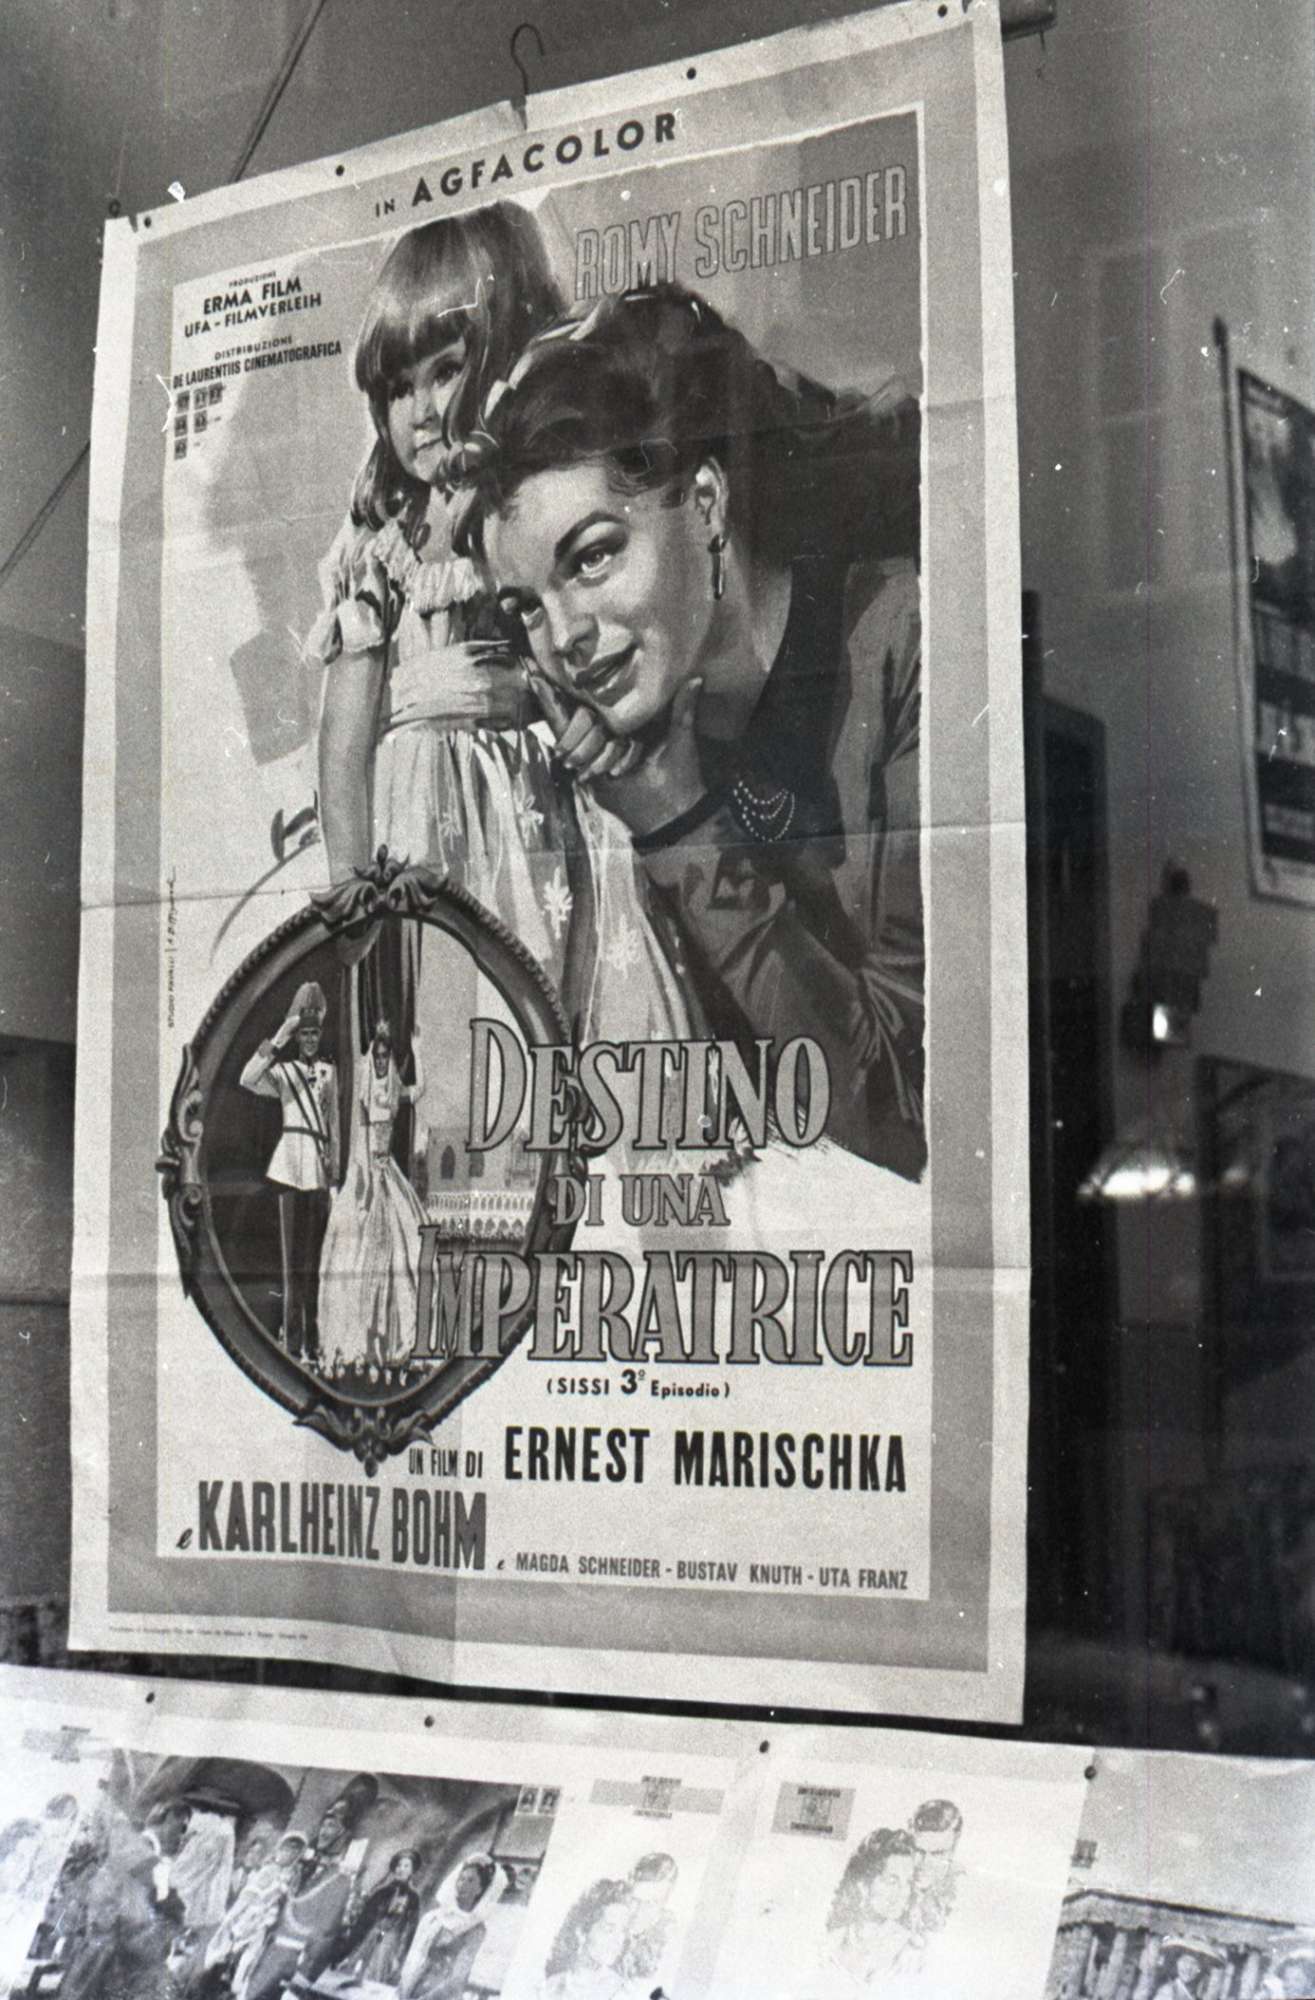 IN AGFACOLOR
ROMY SCHNEIDER
PRODUZIONE
ERMA FILM
UFA - FILMVERLEIH
DISTRIBUZIONE
DE LAURENTIIS CINEMATOGRAFICA
DESTINO
DI UNA
IMPERATRICE
(SISSI 3º Episodio)
UN FILM DI ERNEST MARISCHKA
e KARLHEINZ BOHM e MAGDA SCHNEIDER - BUSTAV KNUTH - UTA FRANZ